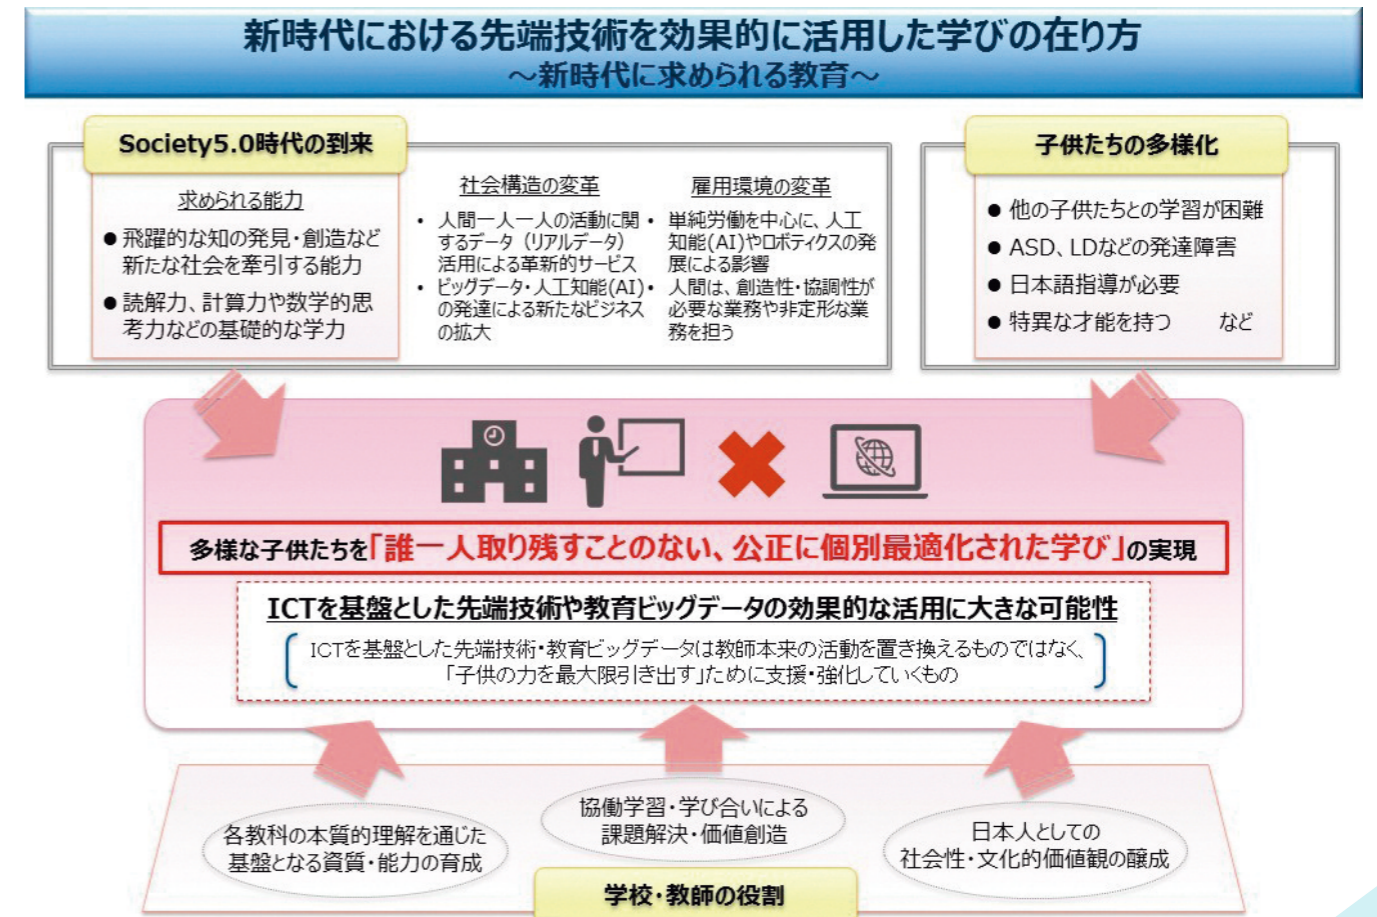 新時代における先端技術を効果的に活用した学びの在り方
～新時代に求められる教育～
Society5.0時代の到来
求められる能力
● 飛躍的な知の発見・創造など
新たな社会を牽引する能力
● 読解力、計算力や数学的思
考力などの基礎的な学力
社会構造の変革
• 人間一人一人の活動に関
するデータ（リアルデータ）
活用による革新的サービス
• ビッグデータ・人工知能(AI)
の発達による新たなビジネス
の拡大
雇用環境の変革
• 単純労働を中心に、人工
知能(AI)やロボティクスの発
展による影響
• 人間は、創造性・協調性が
必要な業務や非定形な業
務を担う
子供たちの多様化
● 他の子供たちとの学習が困難
● ASD、LDなどの発達障害
● 日本語指導が必要
● 特異な才能を持つ　　など
多様な子供たちを「誰一人取り残すことのない、公正に個別最適化された学び」の実現
ICTを基盤とした先端技術や教育ビッグデータの効果的な活用に大きな可能性
ICTを基盤とした先端技術・教育ビッグデータは教師本来の活動を置き換えるものではなく、
「子供の力を最大限引き出す」ために支援・強化していくもの
各教科の本質的理解を通じた
基盤となる資質・能力の育成
協働学習・学び合いによる
課題解決・価値創造
日本人としての
社会性・文化的価値観の醸成
学校・教師の役割